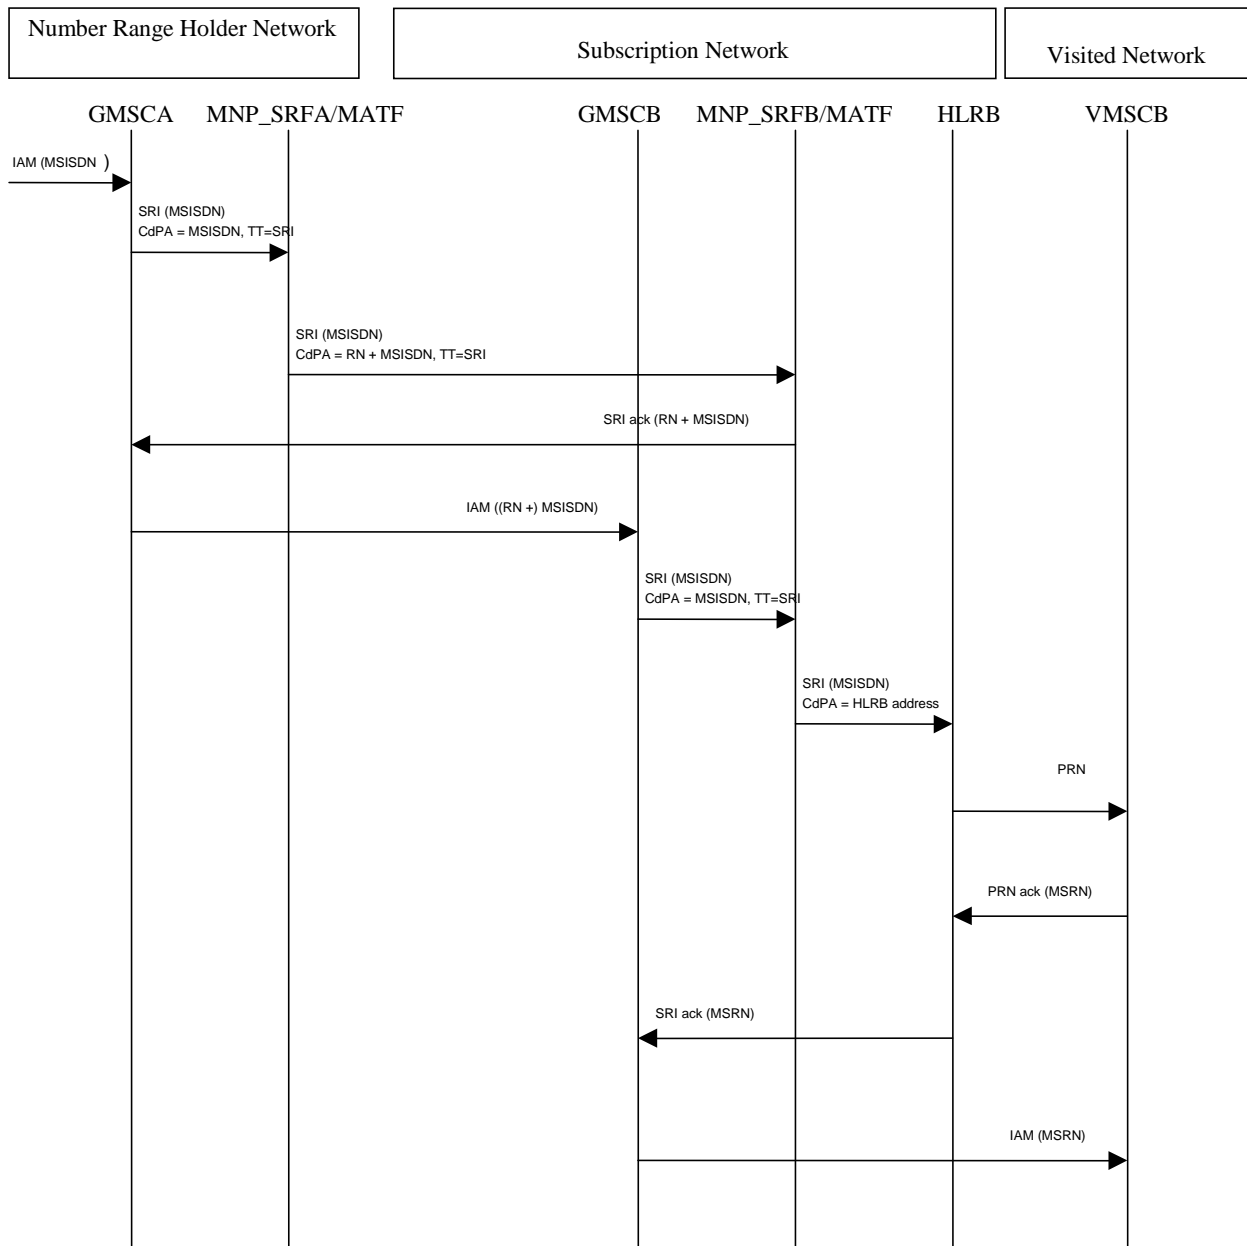 Number Range Holder Network
Subscription Network
Visited Network
GMSCA
MNP_SRFA/MATF
GMSCB
MNP_SRFB/MATF
HLRB
VMSCB
IAM (MSISDN )
SRI (MSISDN)
CdPA = MSISDN, TT=SRI
SRI (MSISDN)
CdPA = RN + MSISDN, TT=SRI
SRI ack (RN + MSISDN)
IAM ((RN +) MSISDN)
SRI (MSISDN)
CdPA = MSISDN, TT=SRI
SRI (MSISDN)
CdPA = HLRB address
PRN
PRN ack (MSRN)
SRI ack (MSRN)
IAM (MSRN)